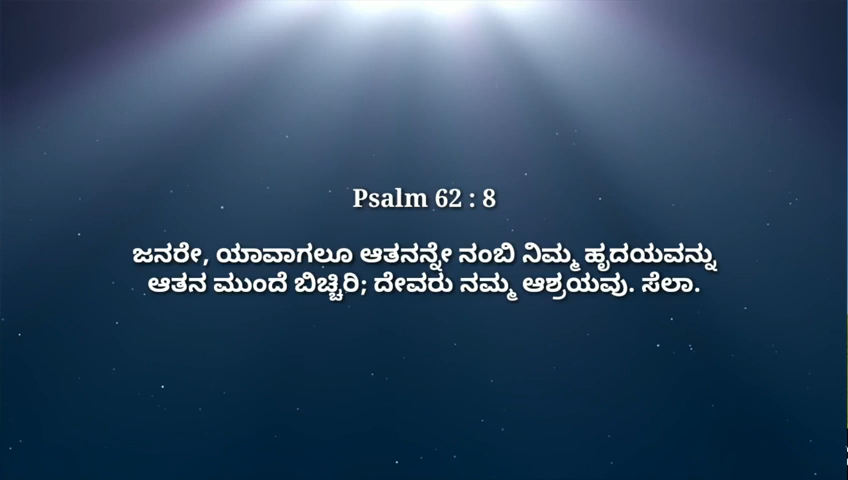 Psalm 62 : 8
ಜನರೇ, ಯಾವಾಗಲೂ ಆತನನ್ನೇ ನಂಬಿ ನಿಮ್ಮ ಹೃದಯವನ್ನು
ಆತನ ಮುಂದೆ ಬಿಚ್ಚಿರಿ; ದೇವರು ನಮ್ಮ ಆಶ್ರಯವು. ಸೆಲಾ.